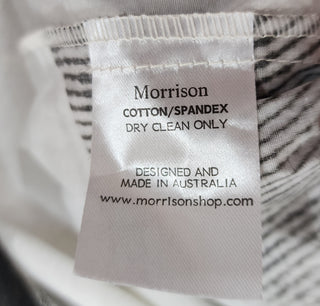 Morrison
COTTON/SPANDEX
DRY CLEAN ONLY
DESIGNED AND
MADE IN AUSTRALIA
www.morrisonshop.com